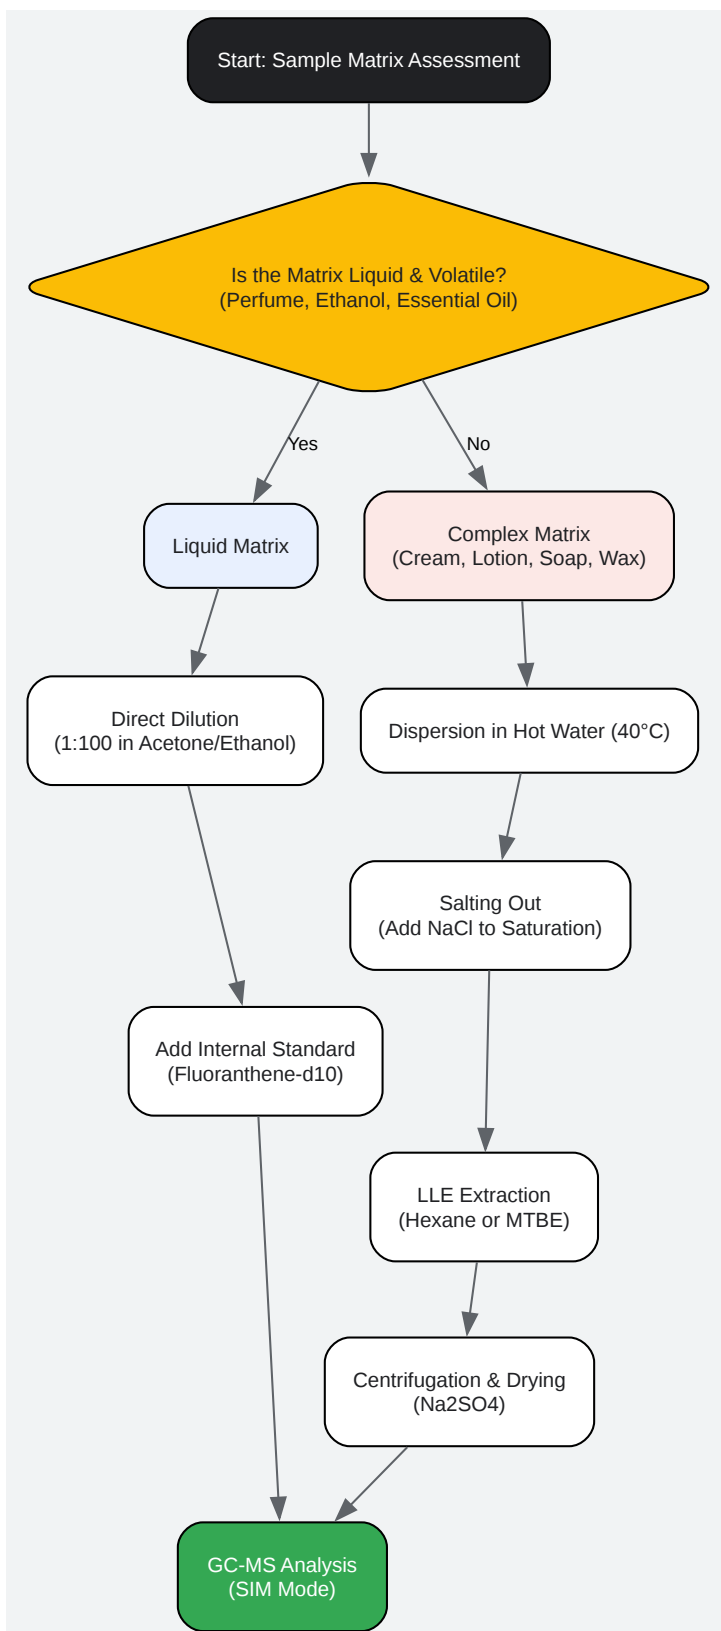 Start: Sample Matrix Assessment
Is the Matrix Liquid & Volatile?
(Perfume, Ethanol, Essential Oil)
Yes
No
Liquid Matrix
Complex Matrix
(Cream, Lotion, Soap, Wax)
Direct Dilution
(1:100 in Acetone/Ethanol)
Dispersion in Hot Water (40°C)
Salting Out
(Add NaCl to Saturation)
Add Internal Standard
(Fluoranthene-d10)
LLE Extraction
(Hexane or MTBE)
Centrifugation & Drying
(Na2SO4)
GC-MS Analysis
(SIM Mode)